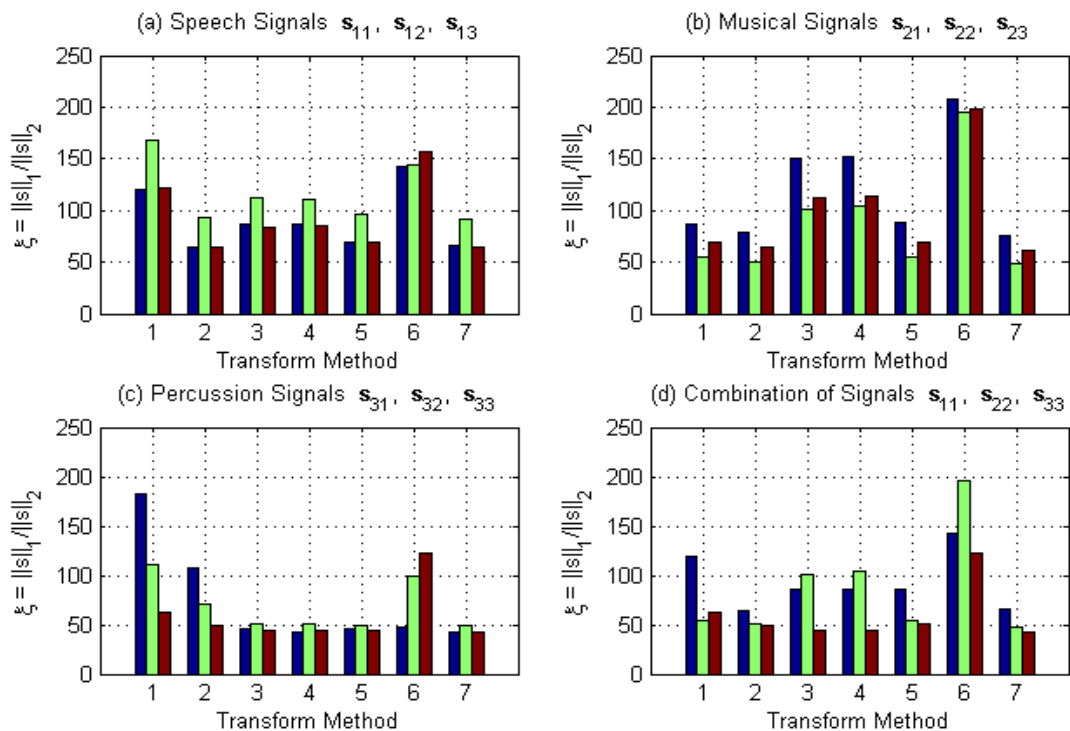 (a) Speech Signals s11, s12, s13
250
200
150
100
50
0
ξ = ||s||1/||s||2
1 2 3 4 5 6 7
Transform Method
(b) Musical Signals s21, s22, s23
250
200
150
100
50
0
ξ = ||s||1/||s||2
1 2 3 4 5 6 7
Transform Method
(c) Percussion Signals s31, s32, s33
250
200
150
100
50
0
ξ = ||s||1/||s||2
1 2 3 4 5 6 7
Transform Method
(d) Combination of Signals s11, s22, s33
250
200
150
100
50
0
ξ = ||s||1/||s||2
1 2 3 4 5 6 7
Transform Method